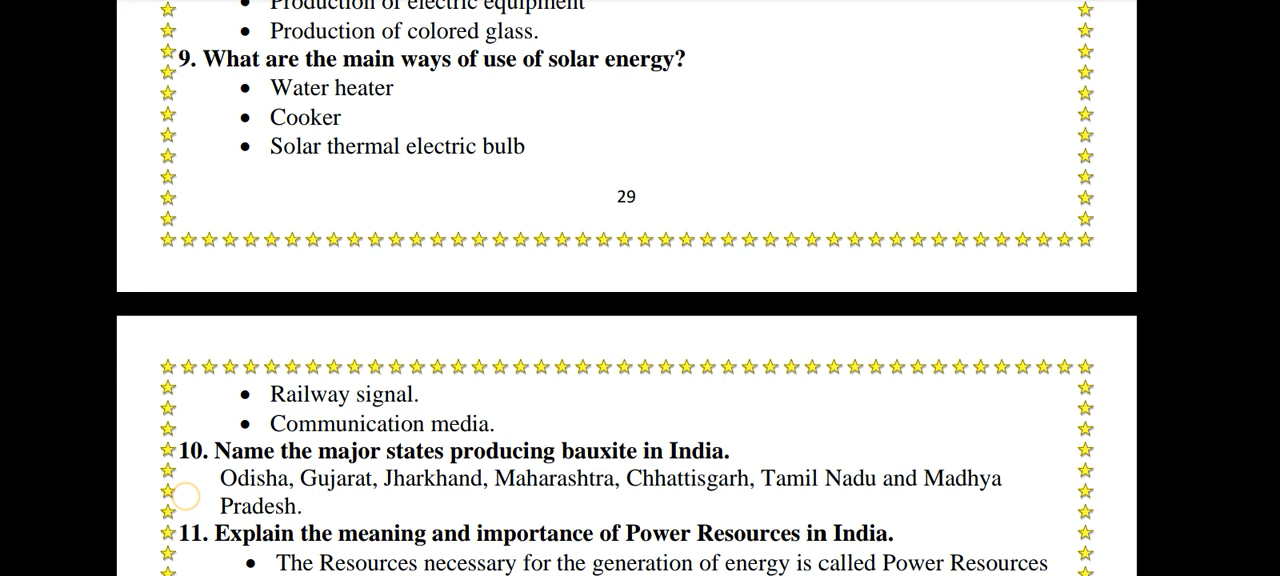 Production of electric equipment
• Production of colored glass.
9. What are the main ways of use of solar energy?
• Water heater
• Cooker
• Solar thermal electric bulb
29
• Railway signal.
• Communication media.
10. Name the major states producing bauxite in India.
Odisha, Gujarat, Jharkhand, Maharashtra, Chhattisgarh, Tamil Nadu and Madhya
Pradesh.
11. Explain the meaning and importance of Power Resources in India.
• The Resources necessary for the generation of energy is called Power Resources